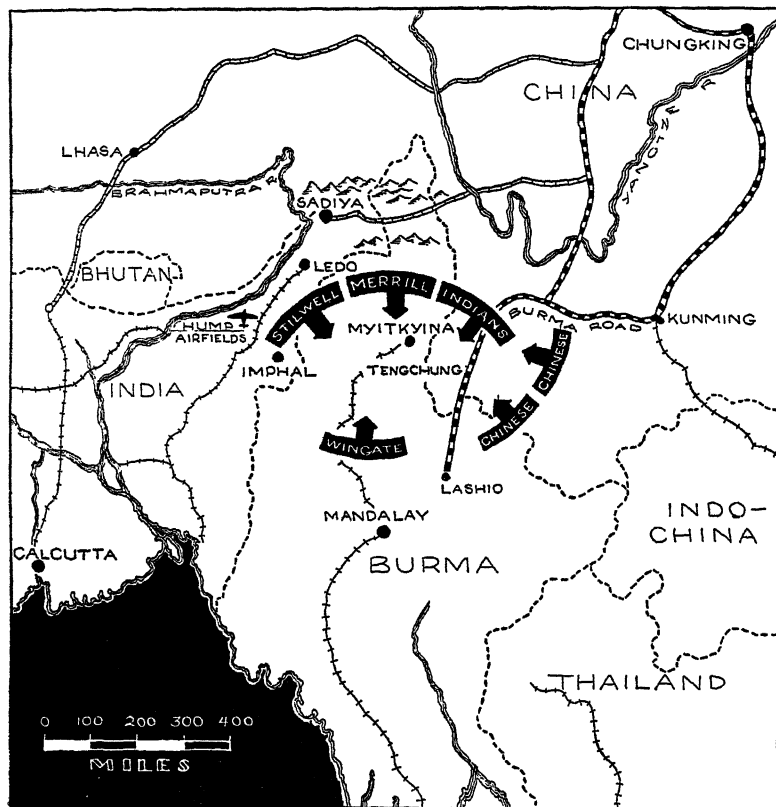 CHUNGKING
CHINA
LHASA
YANGTZE R
BRAHMAPUTRA R
SADIYA
BHUTAN
LEDO
HUMP
AIRFIELDS
STILWELL
MERRILL
INDIANS
BURMA ROAD
KUNMING
MYITKYINA
IMPHAL
TENGCHUNG
CHINESE
INDIA
CHINESE
WINGATE
LASHIO
INDO-
CHINA
MANDALAY
CALCUTTA
BURMA
THAILAND
0 100 200 300 400
MILES